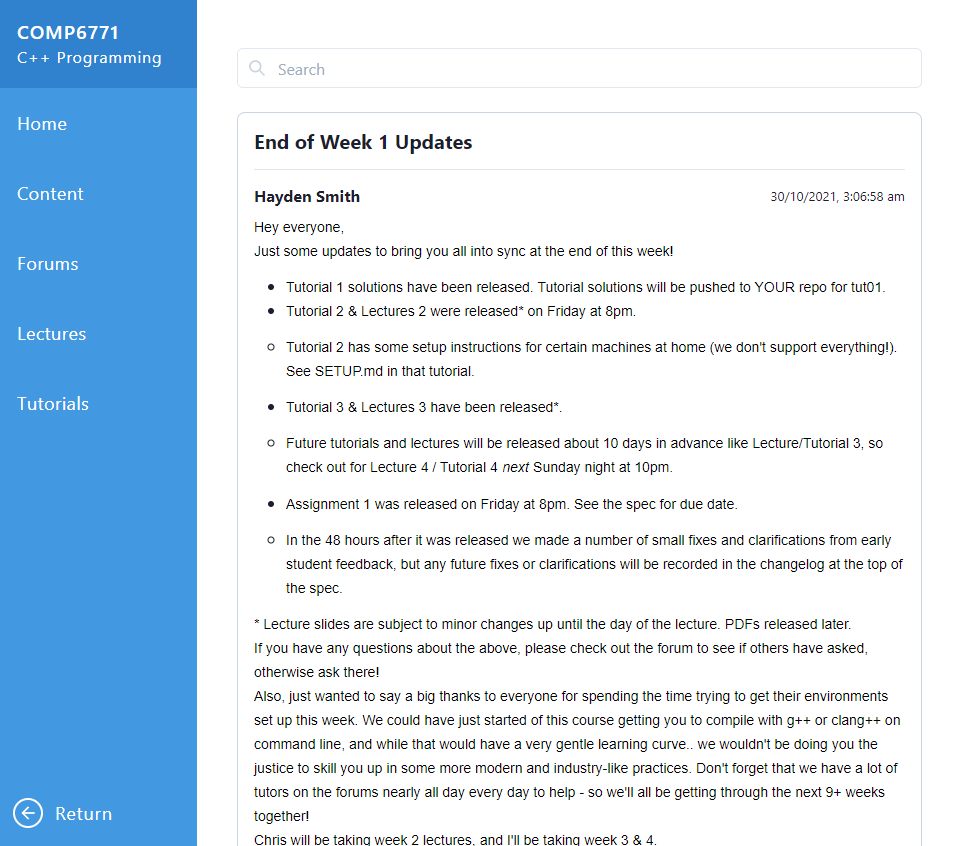 COMP6771
C++ Programming
Home
Content
Forums
Lectures
Tutorials
Return
Search
End of Week 1 Updates
Hayden Smith
30/10/2021, 3:06:58 am
Hey everyone,
Just some updates to bring you all into sync at the end of this week!
• Tutorial 1 solutions have been released. Tutorial solutions will be pushed to YOUR repo for tut01.
• Tutorial 2 & Lectures 2 were released* on Friday at 8pm.
◦ Tutorial 2 has some setup instructions for certain machines at home (we don't support everything!).
See SETUP.md in that tutorial.
• Tutorial 3 & Lectures 3 have been released*.
◦ Future tutorials and lectures will be released about 10 days in advance like Lecture/Tutorial 3, so
check out for Lecture 4 / Tutorial 4 next Sunday night at 10pm.
• Assignment 1 was released on Friday at 8pm. See the spec for due date.
◦ In the 48 hours after it was released we made a number of small fixes and clarifications from early
student feedback, but any future fixes or clarifications will be recorded in the changelog at the top of
the spec.
* Lecture slides are subject to minor changes up until the day of the lecture. PDFs released later.
If you have any questions about the above, please check out the forum to see if others have asked,
otherwise ask there!
Also, just wanted to say a big thanks to everyone for spending the time trying to get their environments
set up this week. We could have just started of this course getting you to compile with g++ or clang++ on
command line, and while that would have a very gentle learning curve.. we wouldn't be doing you the
justice to skill you up in some more modern and industry-like practices. Don't forget that we have a lot of
tutors on the forums nearly all day every day to help - so we'll all be getting through the next 9+ weeks
together!
Chris will be taking week 2 lectures, and I'll be taking week 3 & 4.